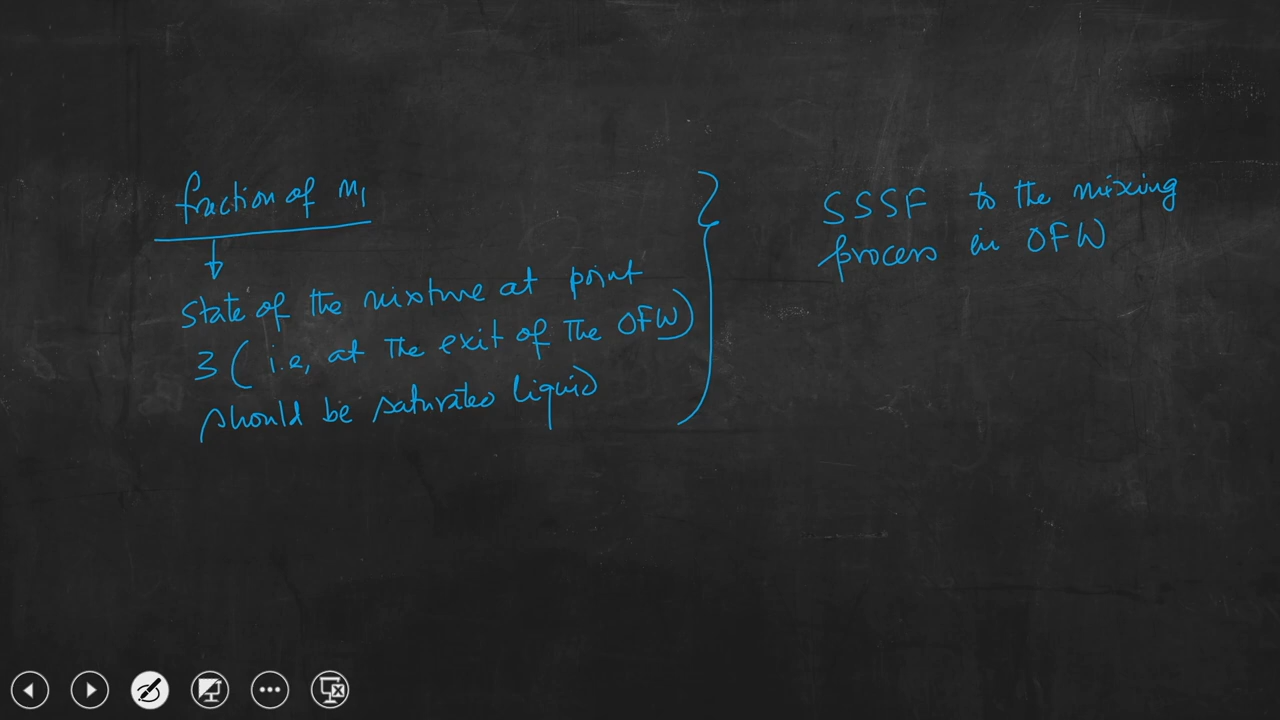 fraction of m1
State of the mixture at point
3 (i.e, at the exit of the OFW)
should be saturated liquid
SSSF to the mixing
process in OFW